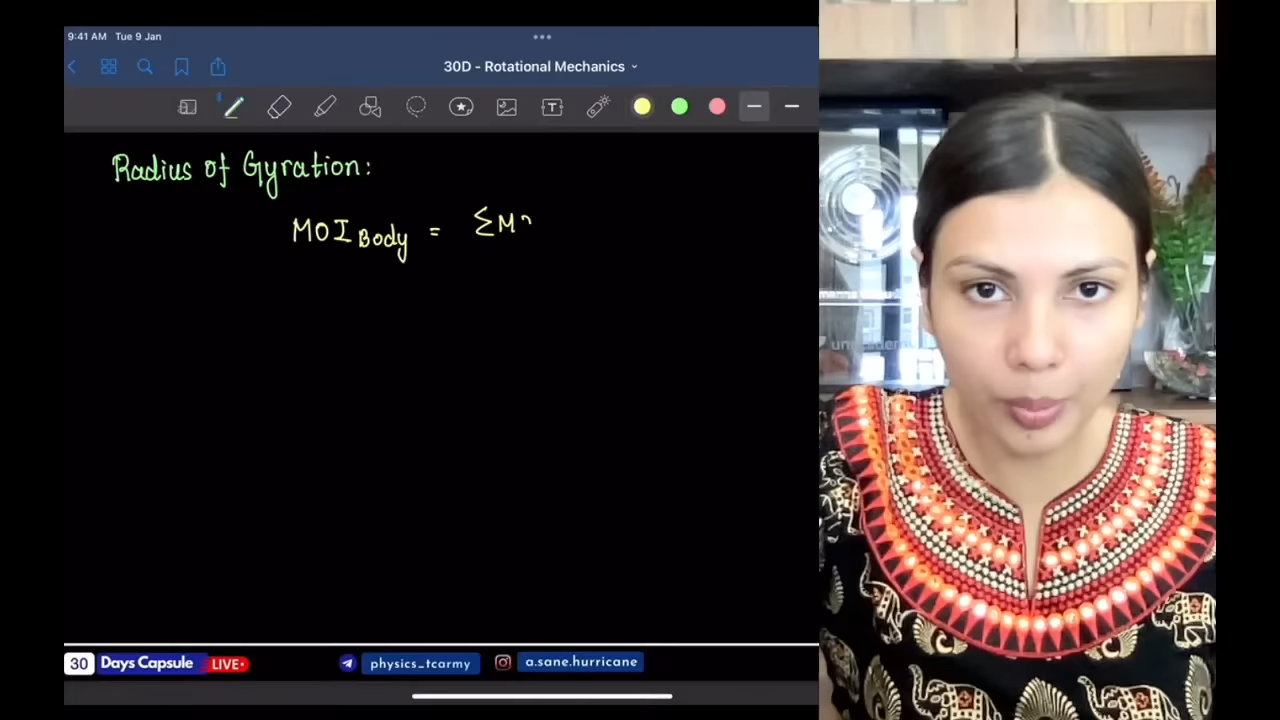 9:41 AM Tue 9 Jan
30D - Rotational Mechanics
Radius of Gyration:
MOI Body = ΣM
30 Days Capsule LIVE
physics_tcarmy
a.sane.hurricane